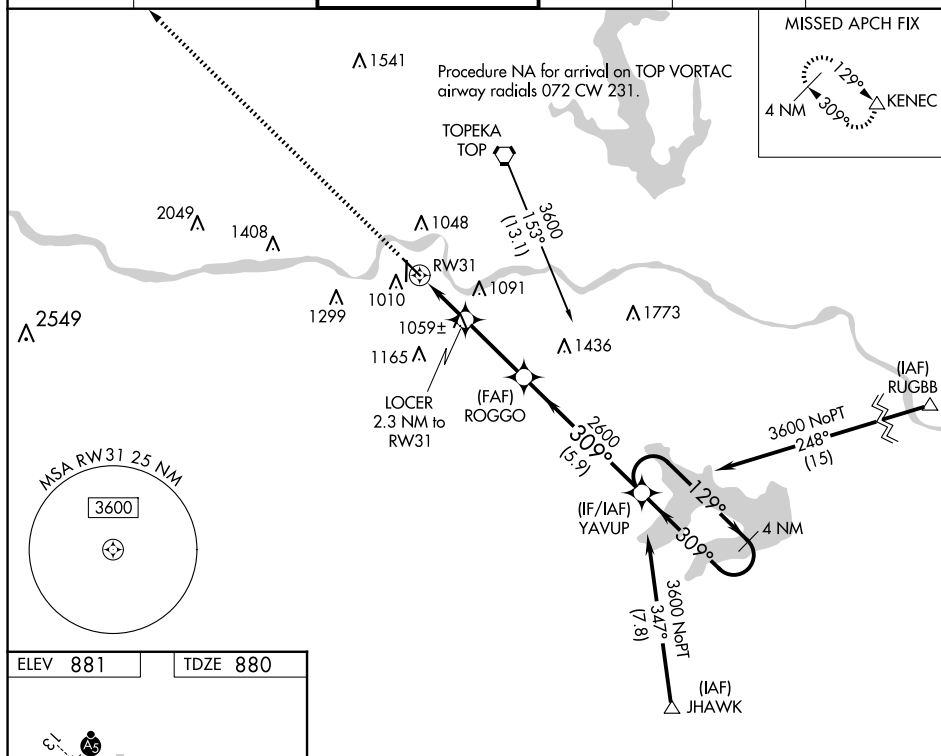 MISSED APCH FIX
129°
KENEC
4 NM
309°
1541
Procedure NA for arrival on TOP VORTAC
airway radials 072 CW 231.
TOPEKA
TOP
3600
153°
(13.1)
2049
1408
1048
RW31
1010
1091
1299
1773
2549
1059±
1436
1165
LOCER
2.3 NM to
RW31
(FAF)
ROGGO
(IAF)
RUGBB
3600 NoPT
248°
(15)
2600
309°
(5.9)
MSA RW31 25 NM
3600
(IF/IAF)
YAVUP
129°
4 NM
309°
3600 NoPT
347°
(7.8)
(IAF)
JHAWK
ELEV 881
TDZE 880
13
A5